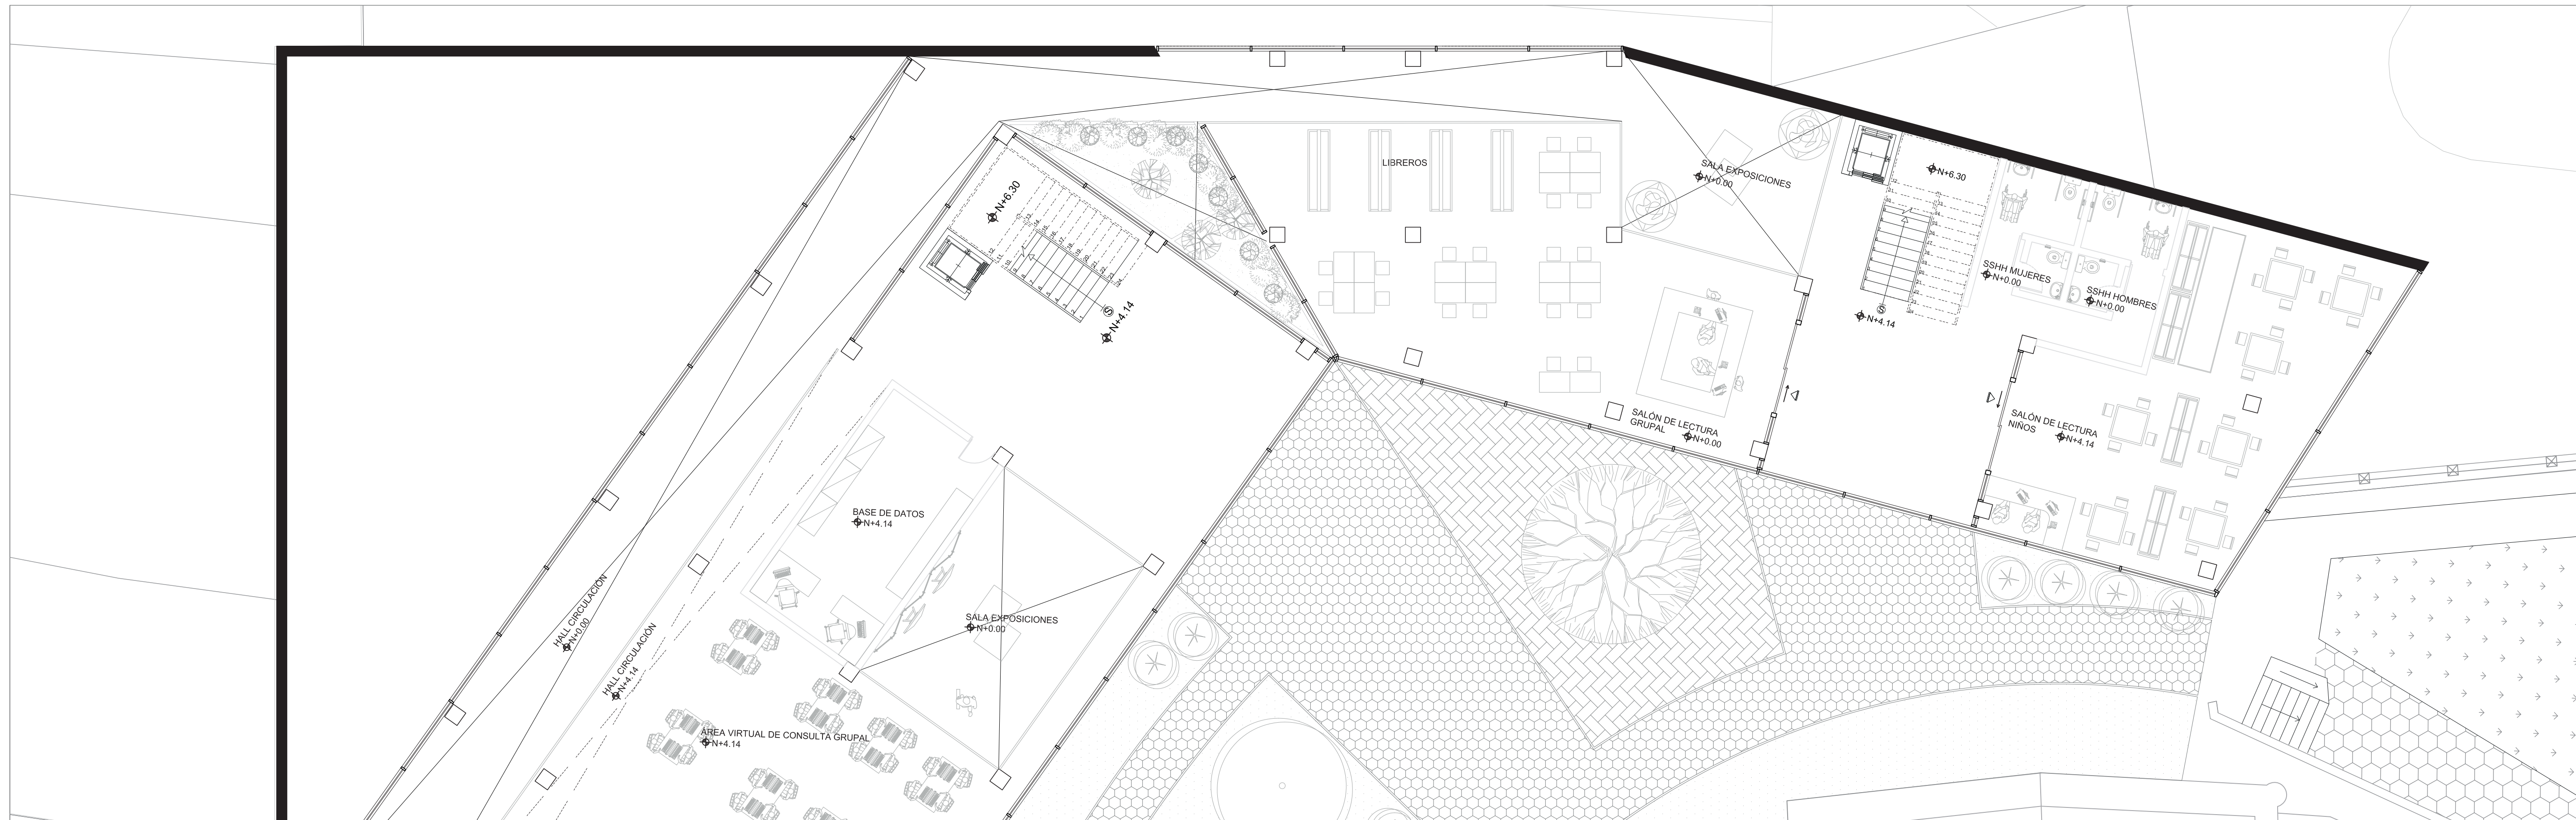 LIBREROS
SALA EXPOSICIONES
N+0.00
N+6.30
N+6.30
SSHH MUJERES
N+0.00
SSHH HOMBRES
N+0.00
S
N+4.14
S
N+4.14
SALÓN DE LECTURA
GRUPAL
N+0.00
SALÓN DE LECTURA
NIÑOS
N+4.14
BASE DE DATOS
N+4.14
SALA EXPOSICIONES
N+0.00
HALL CIRCULACIÓN
N+0.00
HALL CIRCULACIÓN
N+4.14
ÁREA VIRTUAL DE CONSULTA GRUPAL
N+4.14